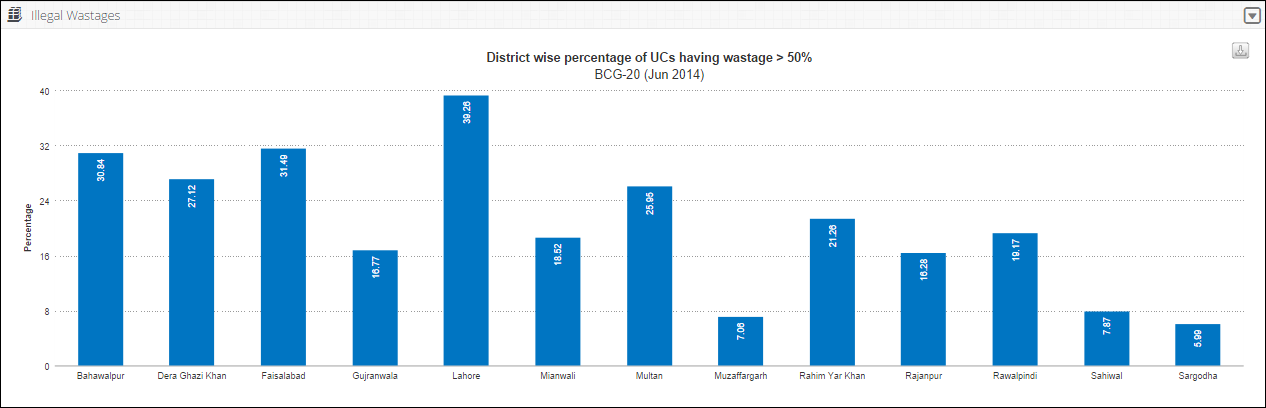 Illegal Wastages
District wise percentage of UCs having wastage > 50%
BCG-20 (Jun 2014)
Percentage
40
32
24
16
8
0
30.84
27.12
31.49
16.77
39.26
18.52
25.95
7.06
21.26
16.28
19.17
7.87
5.99
Bahawalpur
Dera Ghazi Khan
Faisalabad
Gujranwala
Lahore
Mianwali
Multan
Muzaffargarh
Rahim Yar Khan
Rajanpur
Rawalpindi
Sahiwal
Sargodha